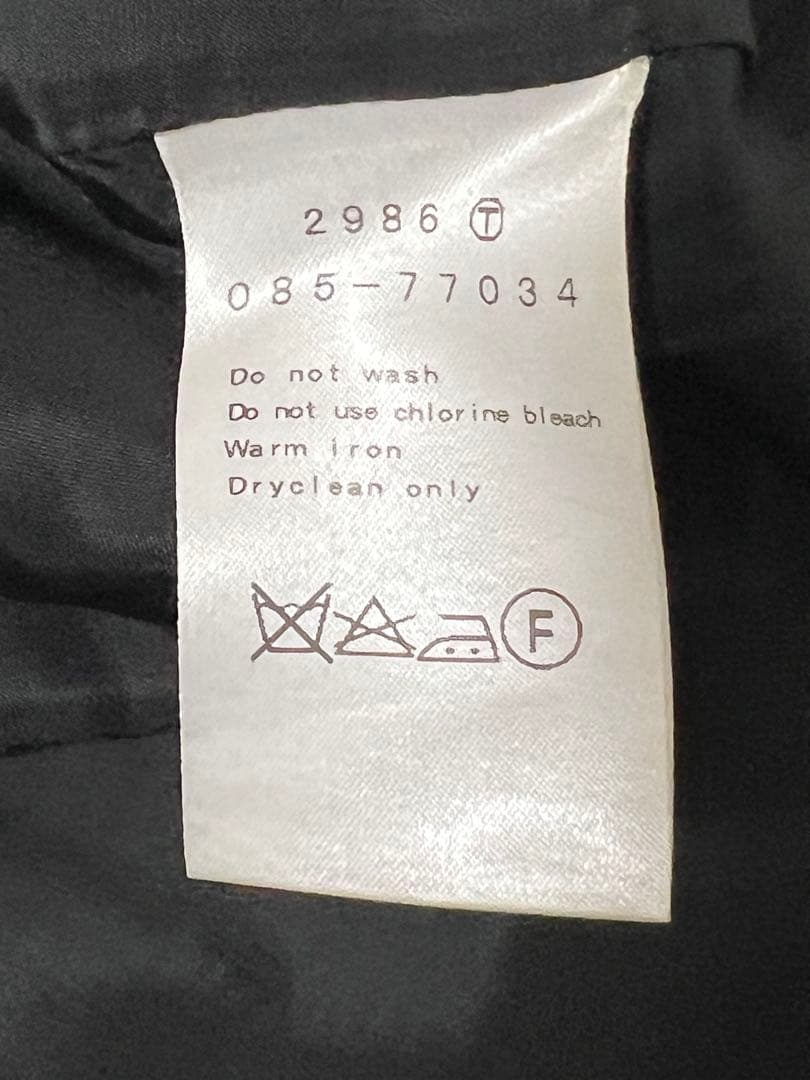 2986 Ⓣ
085-77034
Do not wash
Do not use chlorine bleach
Warm iron
Dryclean only
F